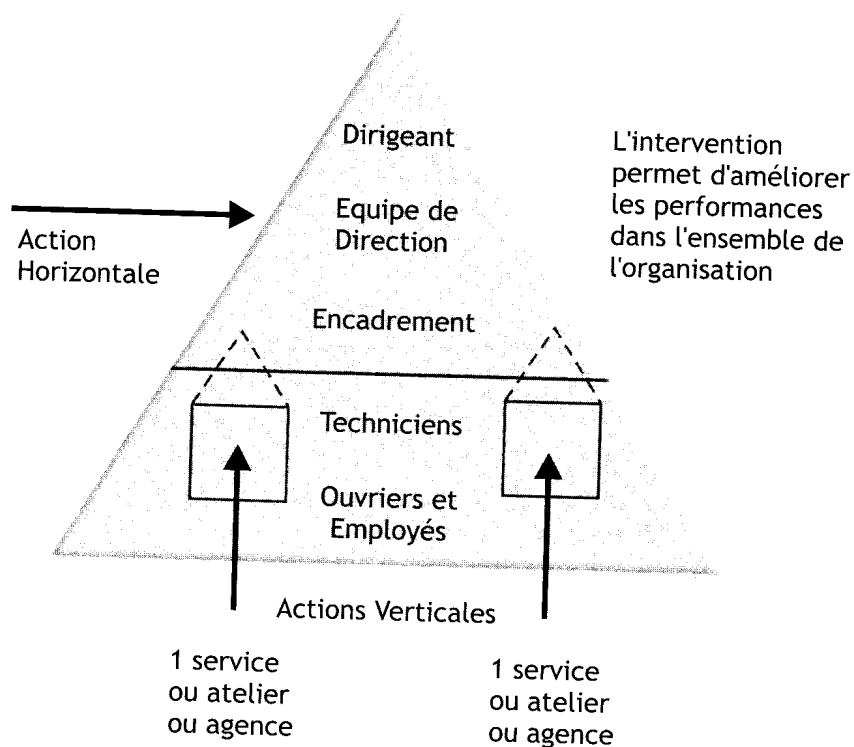 Dirigeant
Equipe de
Direction
Encadrement
Techniciens
Ouvriers et
Employés
L'intervention
permet d'améliorer
les performances
dans l'ensemble de
l'organisation
Action
Horizontale
Actions Verticales
1 service
ou atelier
ou agence
1 service
ou atelier
ou agence